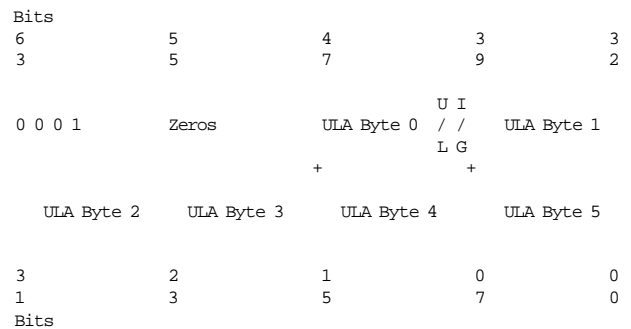 Bits
6 5 4 3 3
3 5 7 9 2
U I
0 0 0 1 Zeros ULA Byte 0 / / ULA Byte 1
L G
+ +
ULA Byte 2 ULA Byte 3 ULA Byte 4 ULA Byte 5
3 2 1 0 0
1 3 5 7 0
Bits